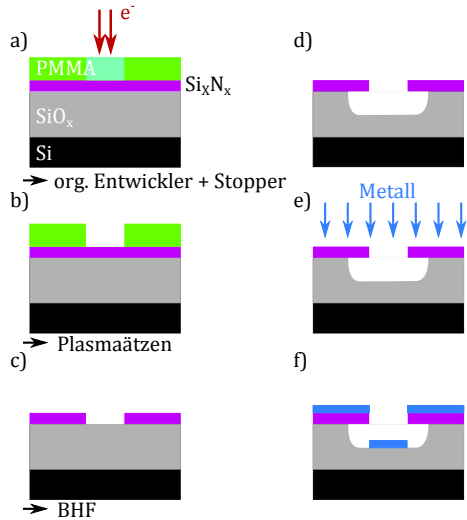 a)
e⁻
PMMA
SiₓNₓ
SiOₓ
Si
org. Entwickler + Stopper
b)
Plasmaätzen
c)
BHF
d)
e)
Metall
f)